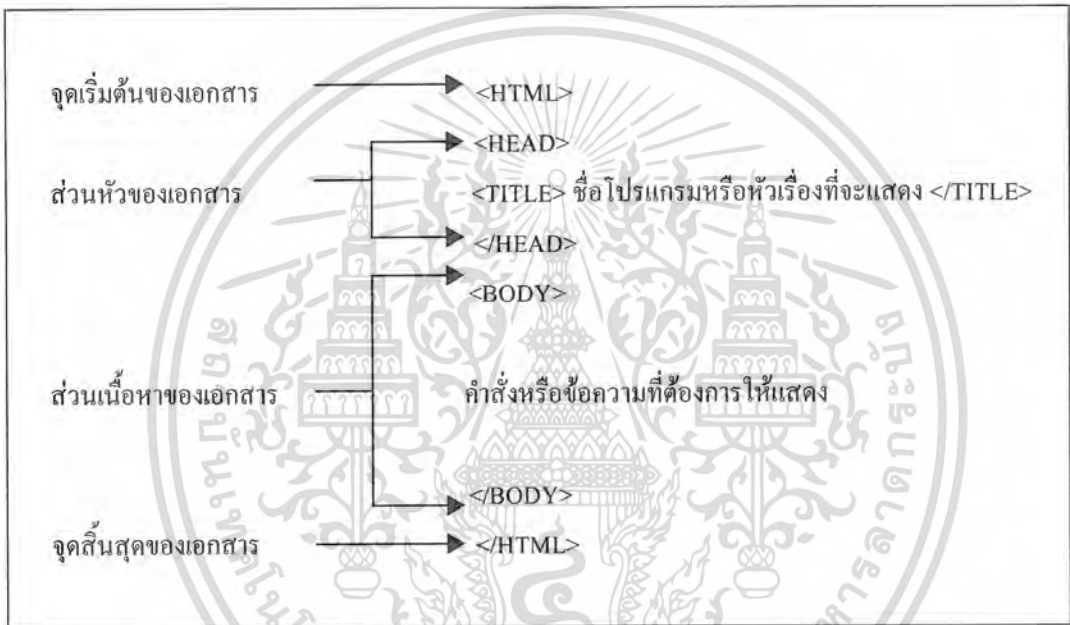 จุดเริ่มต้นของเอกสาร <HTML>
<HEAD>
ส่วนหัวของเอกสาร <TITLE> ชื่อโปรแกรมหรือหัวเรื่องที่จะแสดง </TITLE>
</HEAD>
<BODY>
ส่วนเนื้อหาของเอกสาร คำสั่งหรือข้อความที่ต้องการให้แสดง
</BODY>
จุดสิ้นสุดของเอกสาร </HTML>